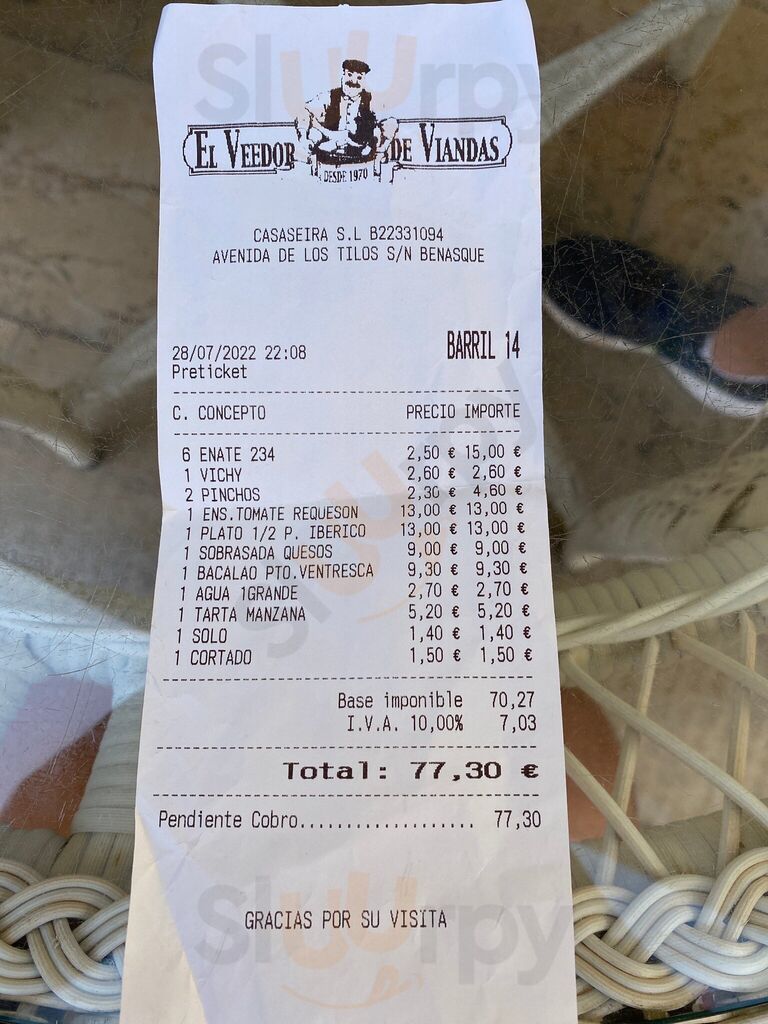 Sluurpy
EL VEEDOR DE VIANDAS
DESDE 1970
CASASEIRA S.L B22331094
AVENIDA DE LOS TILOS S/N BENASQUE
28/07/2022 22:08 BARRIL 14
Preticket
C. CONCEPTO PRECIO IMPORTE
6 ENATE 234 2,50 € 15,00 €
1 VICHY 2,60 € 2,60 €
2 PINCHOS 2,30 € 4,60 €
1 ENS.TOMATE REQUESON 13,00 € 13,00 €
1 PLATO 1/2 P. IBERICO 13,00 € 13,00 €
1 SOBRASADA QUESOS 9,00 € 9,00 €
1 BACALAO PTO.VENTRESCA 9,30 € 9,30 €
1 AGUA 1GRANDE 2,70 € 2,70 €
1 TARTA MANZANA 5,20 € 5,20 €
1 SOLO 1,40 € 1,40 €
1 CORTADO 1,50 € 1,50 €
Base imponible 70,27
I.V.A. 10,00% 7,03
Total: 77,30 €
Pendiente Cobro................... 77,30
GRACIAS POR SU VISITA
Sluurpy